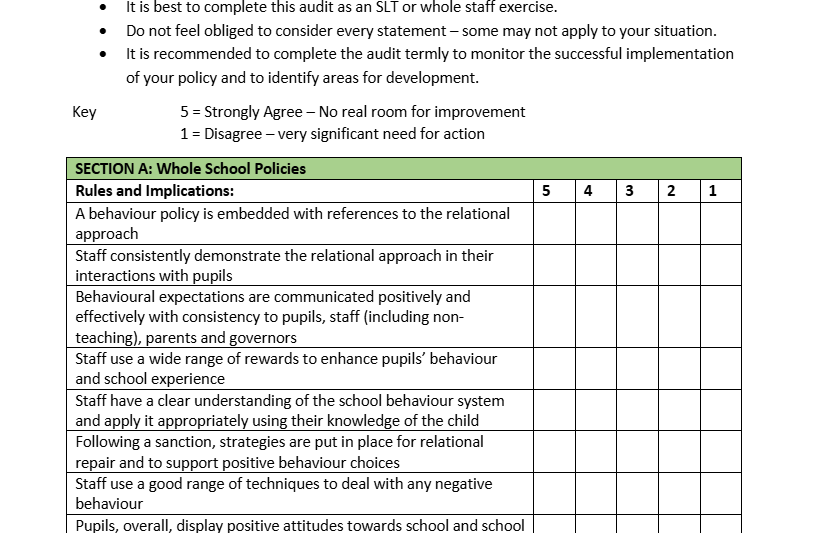 • It is best to complete this audit as an SLT or whole staff exercise.
• Do not feel obliged to consider every statement – some may not apply to your situation.
• It is recommended to complete the audit termly to monitor the successful implementation
of your policy and to identify areas for development.
Key 5 = Strongly Agree – No real room for improvement
1 = Disagree – very significant need for action
SECTION A: Whole School Policies
Rules and Implications: 5 4 3 2 1
A behaviour policy is embedded with references to the relational
approach
Staff consistently demonstrate the relational approach in their
interactions with pupils
Behavioural expectations are communicated positively and
effectively with consistency to pupils, staff (including non-
teaching), parents and governors
Staff use a wide range of rewards to enhance pupils’ behaviour
and school experience
Staff have a clear understanding of the school behaviour system
and apply it appropriately using their knowledge of the child
Following a sanction, strategies are put in place for relational
repair and to support positive behaviour choices
Staff use a good range of techniques to deal with any negative
behaviour
Pupils, overall, display positive attitudes towards school and school